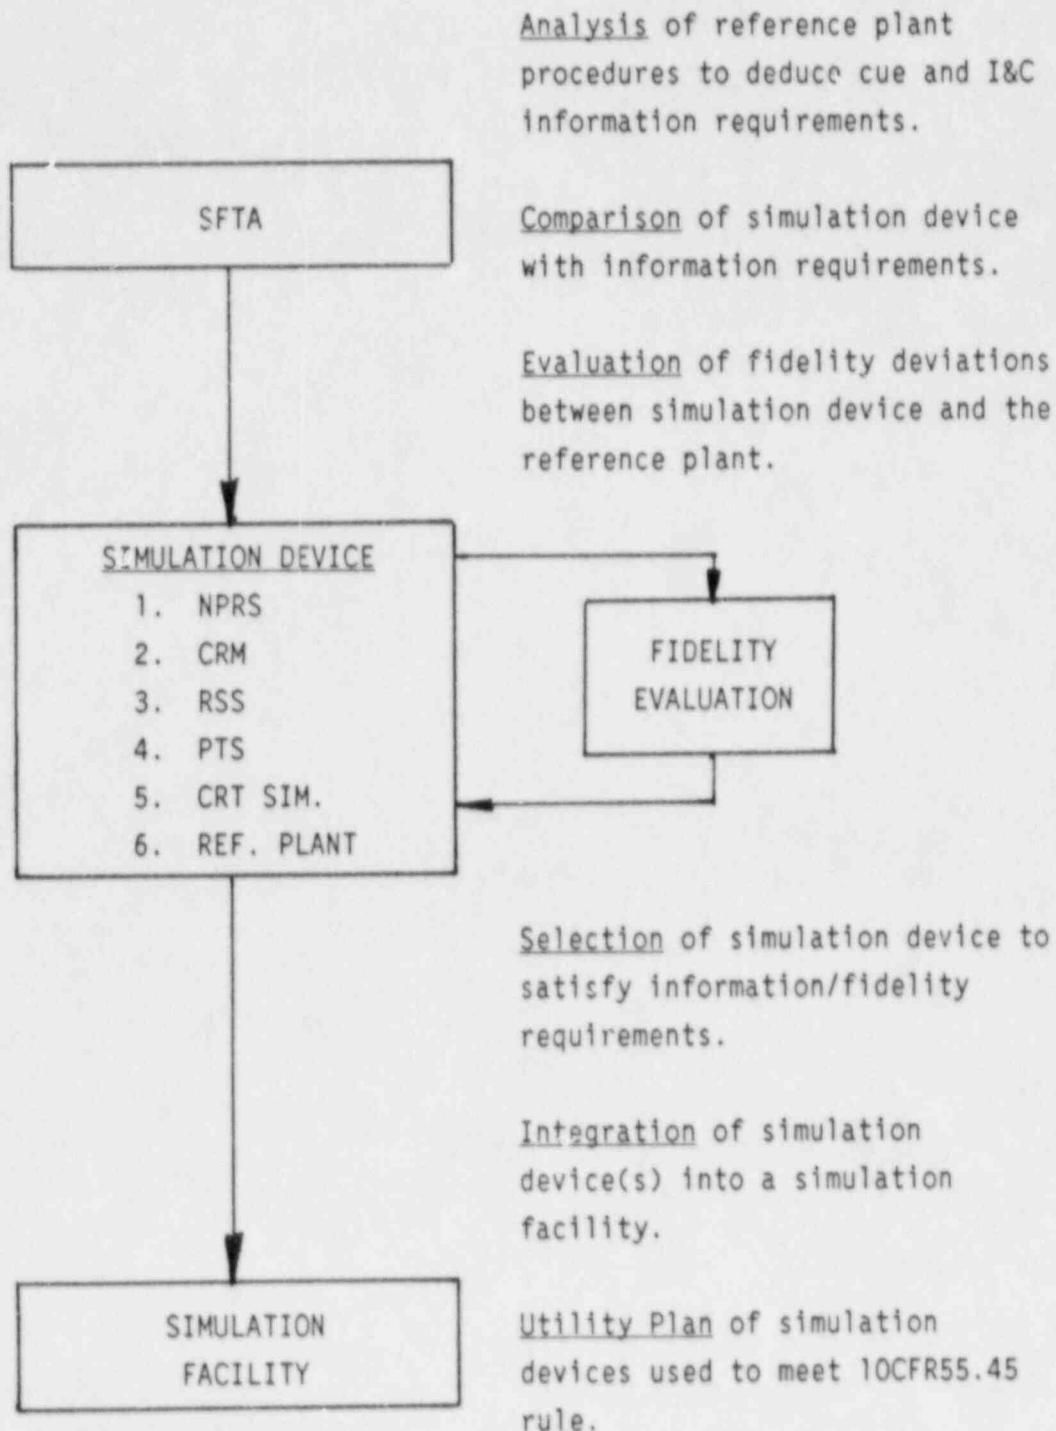 Analysis of reference plant
procedures to deduce cue and I&C
information requirements.
SFTA
Comparison of simulation device
with information requirements.
Evaluation of fidelity deviations
between simulation device and the
reference plant.
SIMULATION DEVICE
1. NPRS
2. CRM
3. RSS
4. PTS
5. CRT SIM.
6. REF. PLANT
FIDELITY
EVALUATION
Selection of simulation device to
satisfy information/fidelity
requirements.
Integration of simulation
device(s) into a simulation
facility.
SIMULATION
FACILITY
Utility Plan of simulation
devices used to meet 10CFR55.45
rule.